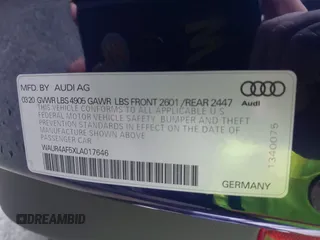 MFD. BY AUDI AG
03/20 GVWR LBS 4905 GAWR LBS FRONT 2601 /REAR 2447
THIS VEHICLE CONFORMS TO ALL APPLICABLE U.S
FEDERAL MOTOR VEHICLE SAFETY, BUMPER AND THEFT
PREVENTION STANDARDS IN EFFECT ON THE DATE OF
MANUFACTURE SHOWN ABOVE
PASSENGER CAR
WAUR4AF5XLA017646
GERMANY
Audi
1340075
© DREAMBID